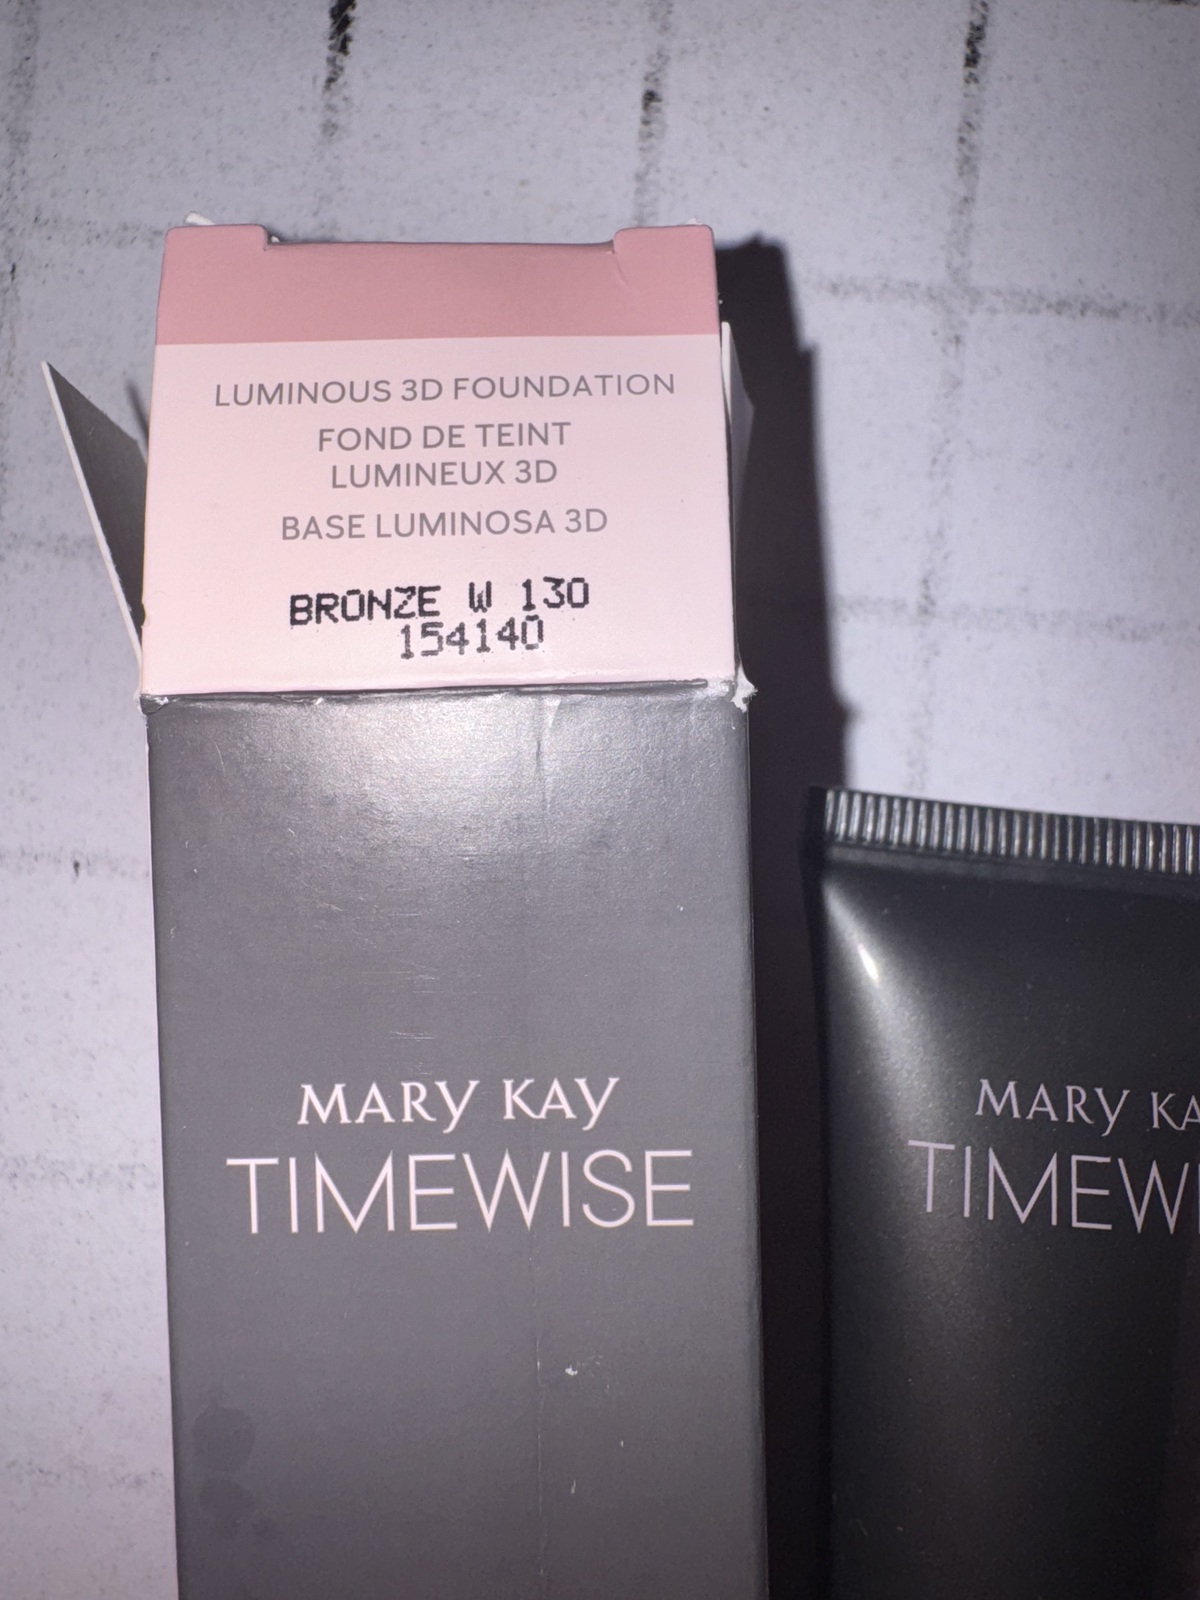 LUMINOUS 3D FOUNDATION
FOND DE TEINT
LUMINEUX 3D
BASE LUMINOSA 3D
BRONZE W 130
154140
MARY KAY
TIMEWISE
MARY KA
TIMEWI